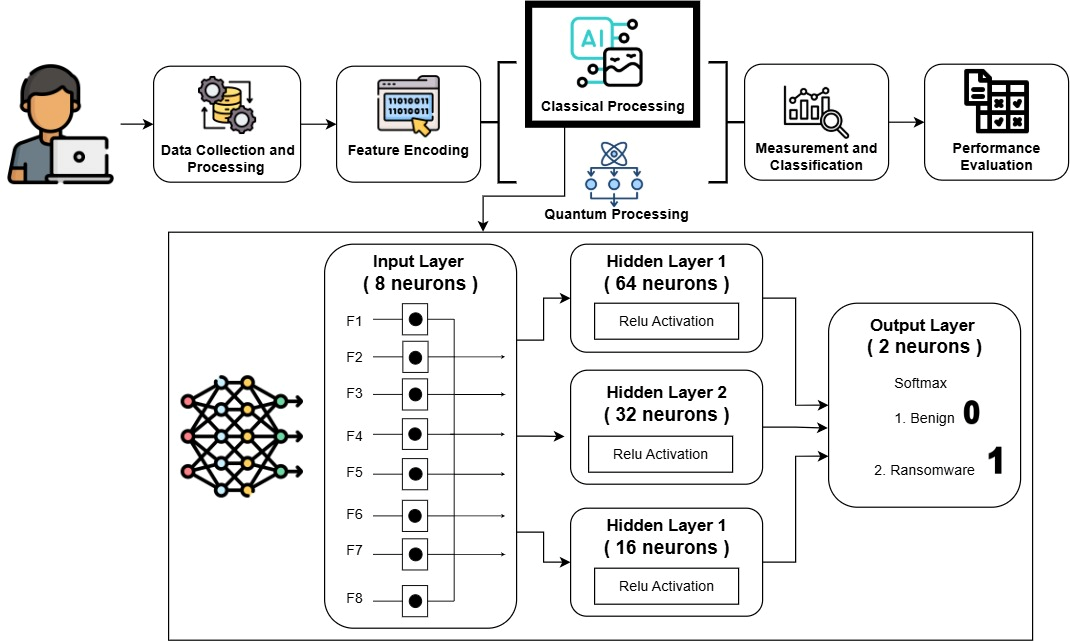 AI
Classical Processing
Data Collection and
Processing
11010011
11010011
Feature Encoding
Measurement and
Classification
Performance
Evaluation
Quantum Processing
Input Layer
( 8 neurons )
F1
F2
F3
F4
F5
F6
F7
F8
Hidden Layer 1
( 64 neurons )
Relu Activation
Hidden Layer 2
( 32 neurons )
Relu Activation
Hidden Layer 1
( 16 neurons )
Relu Activation
Output Layer
( 2 neurons )
Softmax
1. Benign 0
2. Ransomware 1